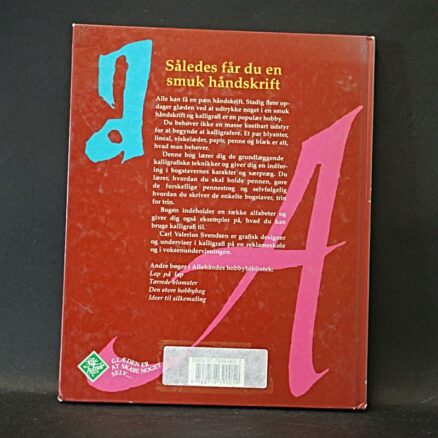 Således får du en
smuk håndskrift
Alle kan få en pæn håndskrift. Stadig flere op-
dager glæden ved at udtrykke noget i en smuk
håndskrift og kalligrafi er en populær hobby.
Du behøver ikke en masse kostbart udstyr
for at begynde at kalligrafere. Et par blyanter,
lineal, viskelæder, papir, penne og blæk er alt,
hvad man behøver.
Denne bog lærer dig de grundlæggende
kalligrafiske teknikker og giver dig en indfør-
ing i bogstavernes karakter og særpræg. Du
lærer, hvordan du skal holde pennen, gøre
de forskellige pennestrøg og selvfølgelig
hvordan du skriver de enkelte bogstaver, trin
for trin.
Bogen indeholder en række alfabeter og
giver dig også eksempler på, hvad du kan
bruge kalligrafi til.
Carl Valerius Svendsen er grafisk designer
og underviser i kalligrafi på en reklameskole
og i voksenundervisningen.
Andre bøger i Allehånds hobbybibliotek:
Lap på lap
Tørrede blomster
Den store hobbybog
Ideer til silkemaling
GLÆDEN ER
AT SKABE NOGET
SELV...
A